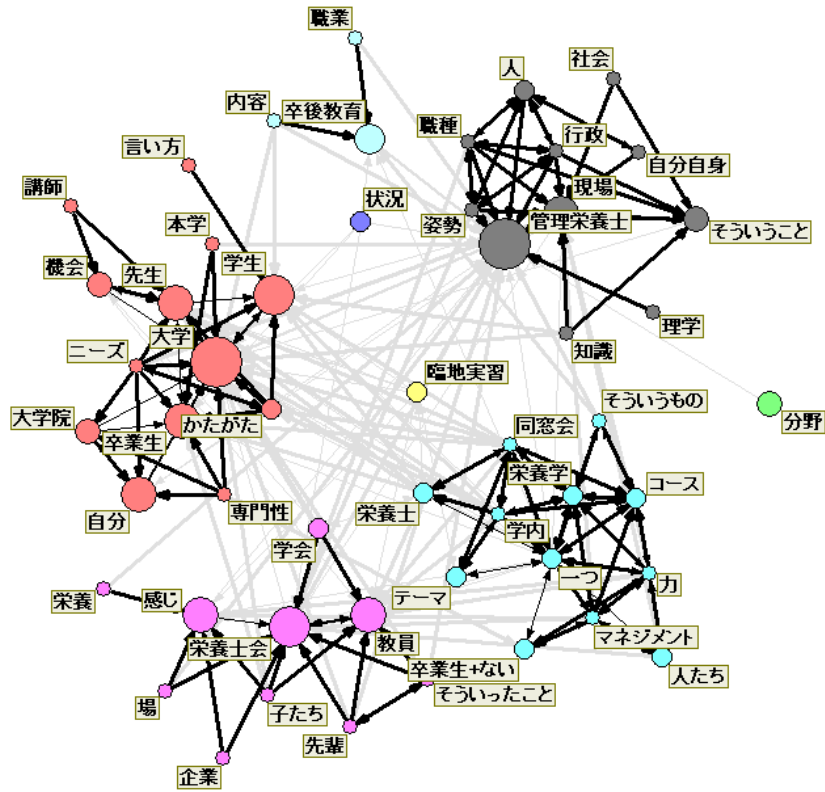 職業
人
社会
内容
卒後教育
職種
行政
自分自身
言い方
現場
講師
状況
姿勢
管理栄養士
そういうこと
本学
学生
機会
先生
理学
大学
知識
ニーズ
臨地実習
そういうもの
分野
大学院
卒業生
かたがた
同窓会
栄養学
コース
自分
専門性
栄養士
学内
学会
テーマ
一つ
力
栄養
感じ
栄養士会
教員
マネジメント
卒業生+ない
人たち
そういったこと
場
子たち
先輩
企業